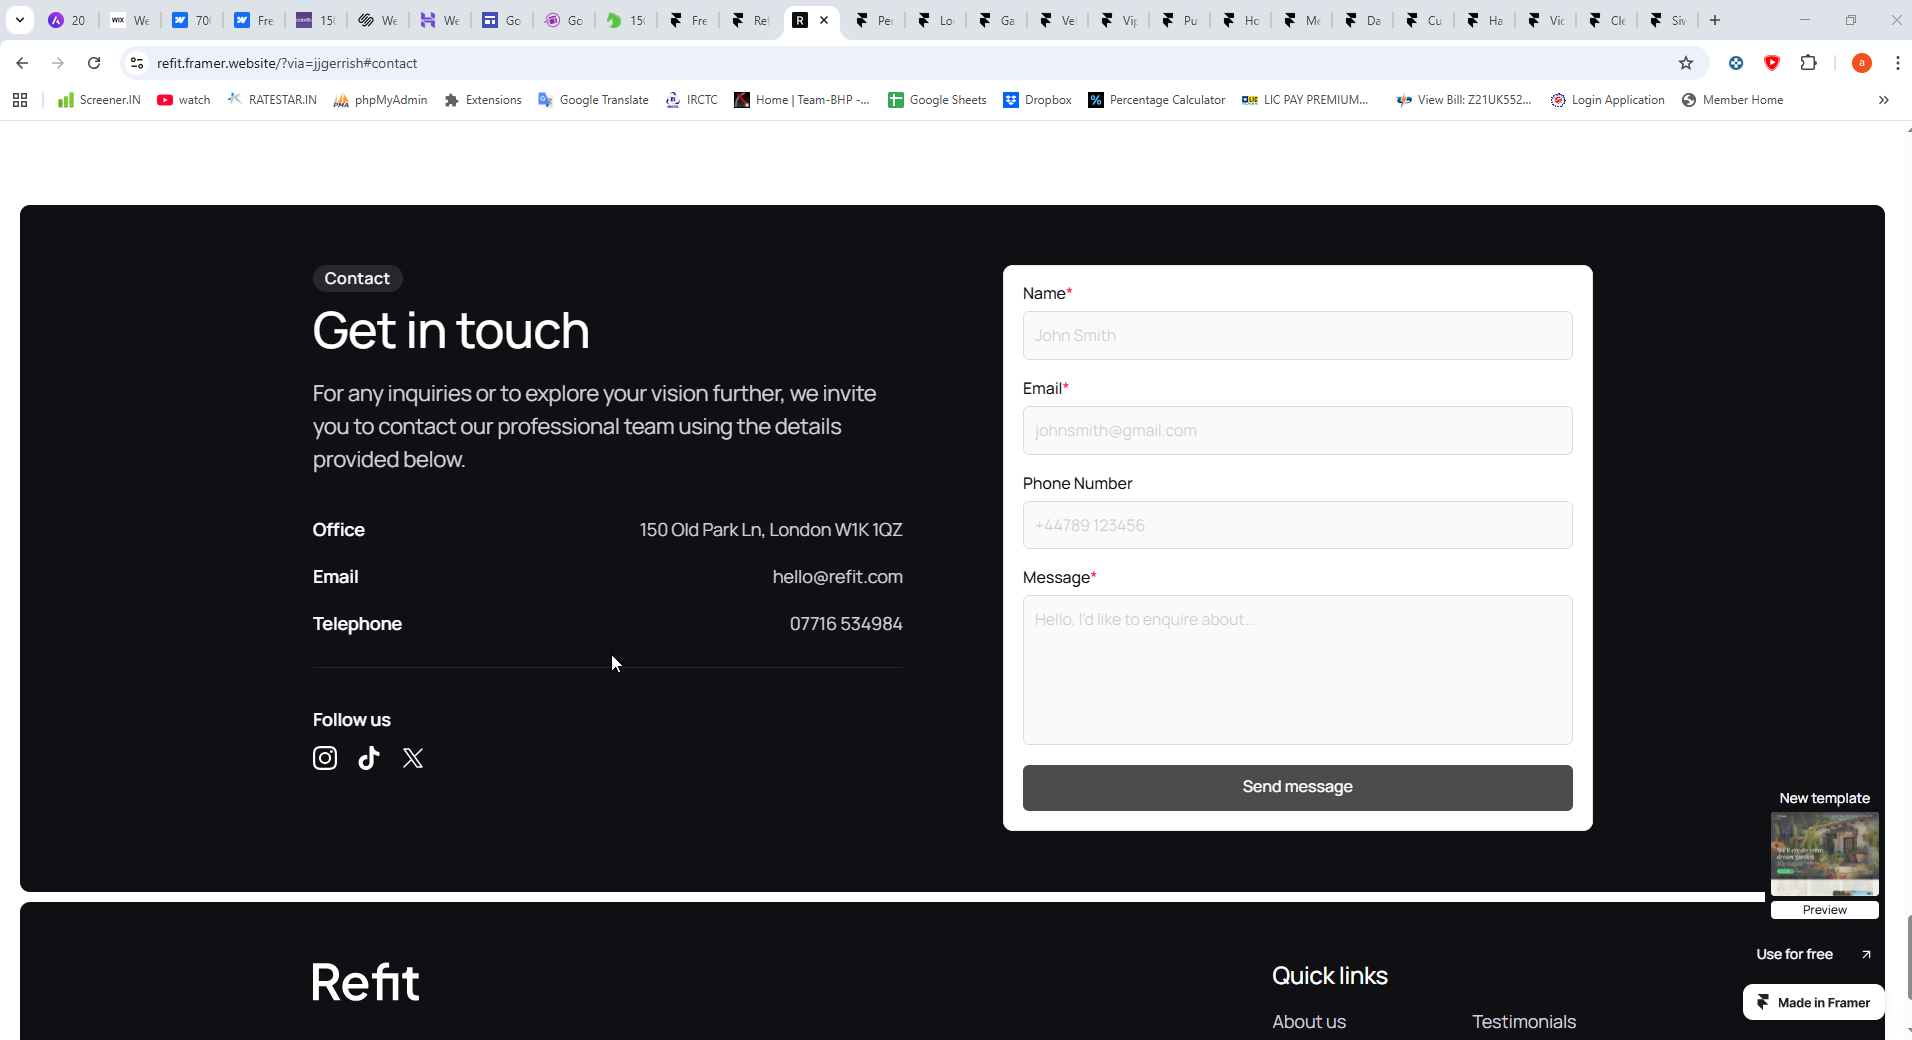 20
We
70
Fre
15
We
We
Go
Go
15
Fre
Ref
Per
Lo
Ga
Vel
Vip
Pu
Ho
Me
Da
Cu
Ha
Vic
Cle
Siv
refit.framer.website/?via=jjgerrish#contact
a
Screener.IN
watch
RATESTAR.IN
phpMyAdmin
Extensions
Google Translate
IRCTC
Home | Team-BHP -...
Google Sheets
Dropbox
Percentage Calculator
LIC PAY PREMIUM...
View Bill: Z21UK552...
Login Application
Member Home
Contact
Get in touch
For any inquiries or to explore your vision further, we invite
you to contact our professional team using the details
provided below.
Office
150 Old Park Ln, London W1K 1QZ
Email
hello@refit.com
Telephone
07716 534984
Follow us
Name*
John Smith
Email*
johnsmith@gmail.com
Phone Number
+44789 123456
Message*
Hello, I'd like to enquire about...
Send message
New template
Preview
Use for free
Made in Framer
Refit
Quick links
About us
Testimonials